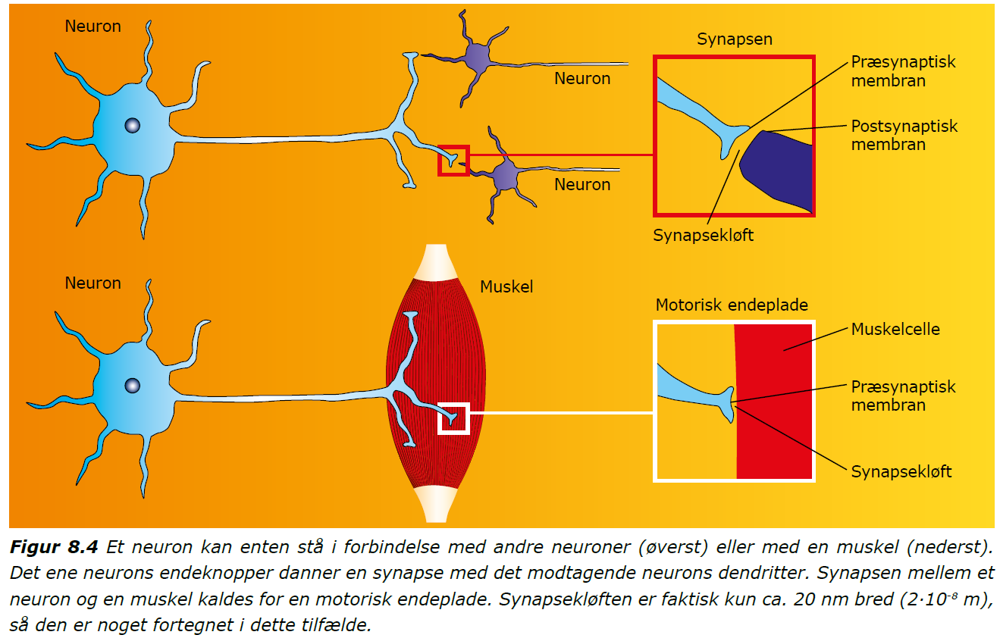 Neuron
Neuron
Neuron
Synapsen
Præsynaptisk
membran
Postsynaptisk
membran
Synapsekløft
Neuron
Muskel
Motorisk endeplade
Muskelcelle
Præsynaptisk
membran
Synapsekløft
Figur 8.4 Et neuron kan enten stå i forbindelse med andre neuroner (øverst) eller med en muskel (nederst).
Det ene neurons endeknopper danner en synapse med det modtagende neurons dendritter. Synapsen mellem et
neuron og en muskel kaldes for en motorisk endeplade. Synapsekløften er faktisk kun ca. 20 nm bred (2·10⁻⁸ m),
så den er noget fortegnet i dette tilfælde.